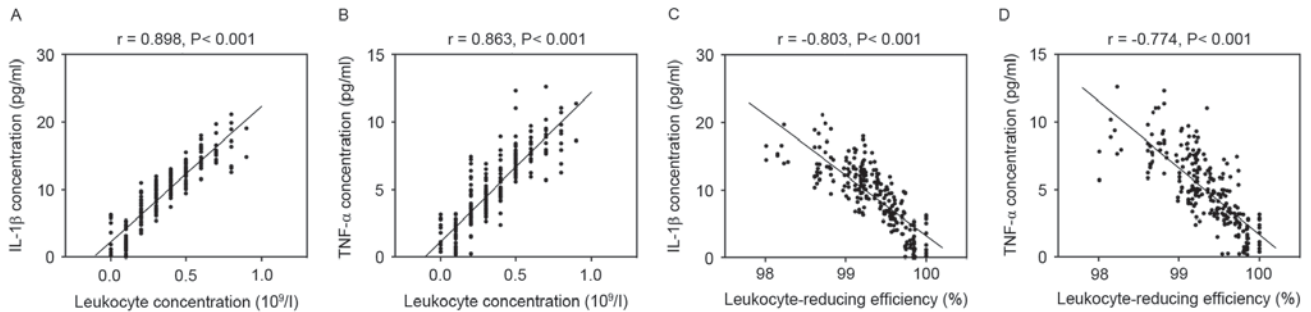 A
r = 0.898, P< 0.001
IL-1β concentration (pg/ml)
30
20
10
0
0.0 0.5 1.0
Leukocyte concentration (10⁹/l)
B
r = 0.863, P< 0.001
TNF-α concentration (pg/ml)
15
10
5
0
0.0 0.5 1.0
Leukocyte concentration (10⁹/l)
C
r = -0.803, P< 0.001
IL-1β concentration (pg/ml)
30
20
10
0
98 99 100
Leukocyte-reducing efficiency (%)
D
r = -0.774, P< 0.001
TNF-α concentration (pg/ml)
15
10
5
0
98 99 100
Leukocyte-reducing efficiency (%)